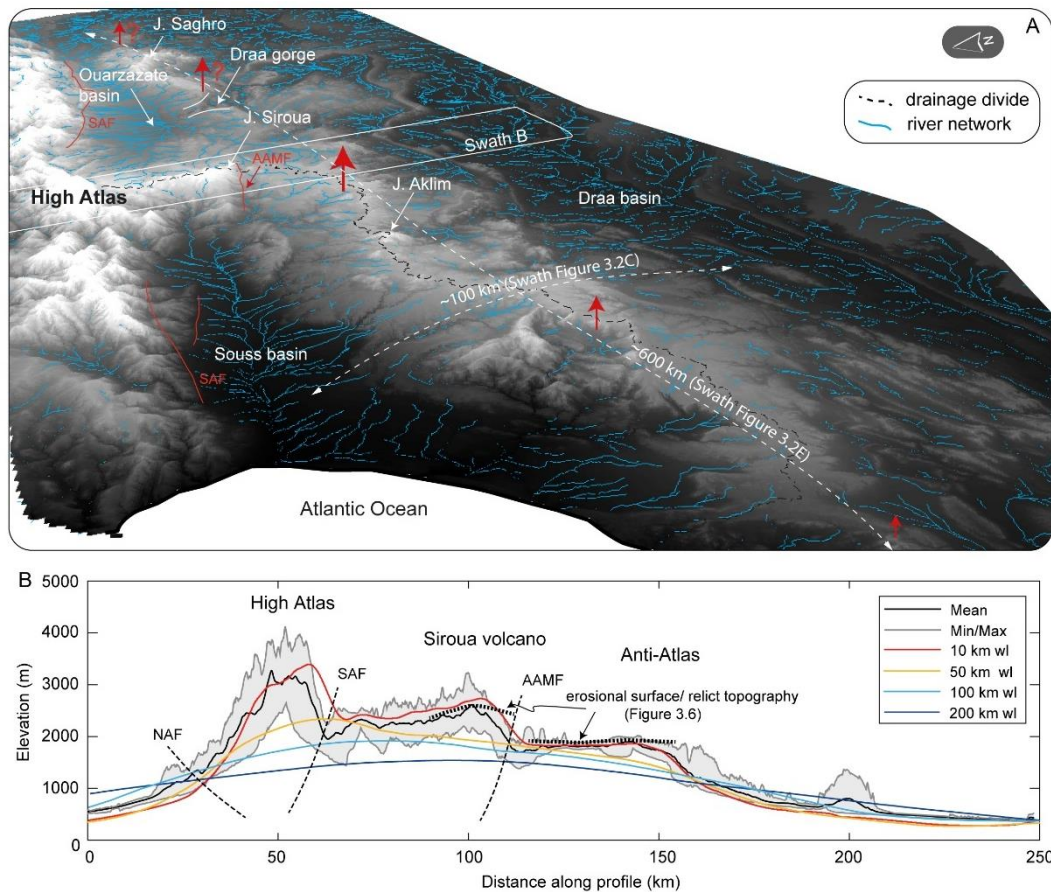 A
J. Saghro
?
Draa gorge
?
Ouarzazate
basin
N
drainage divide
river network
SAF
J. Siroua
Swath B
AAMF
High Atlas
J. Aklim
Draa basin
~100 km (Swath Figure 3.2C)
Souss basin
SAF
~600 km (Swath Figure 3.2E)
Atlantic Ocean
B
5000
4000
3000
2000
1000
0
Elevation (m)
High Atlas
Siroua volcano
Anti-Atlas
SAF
AAMF
NAF
erosional surface/ relict topography
(Figure 3.6)
Mean
Min/Max
10 km wl
50 km wl
100 km wl
200 km wl
0
50
100
150
200
250
Distance along profile (km)